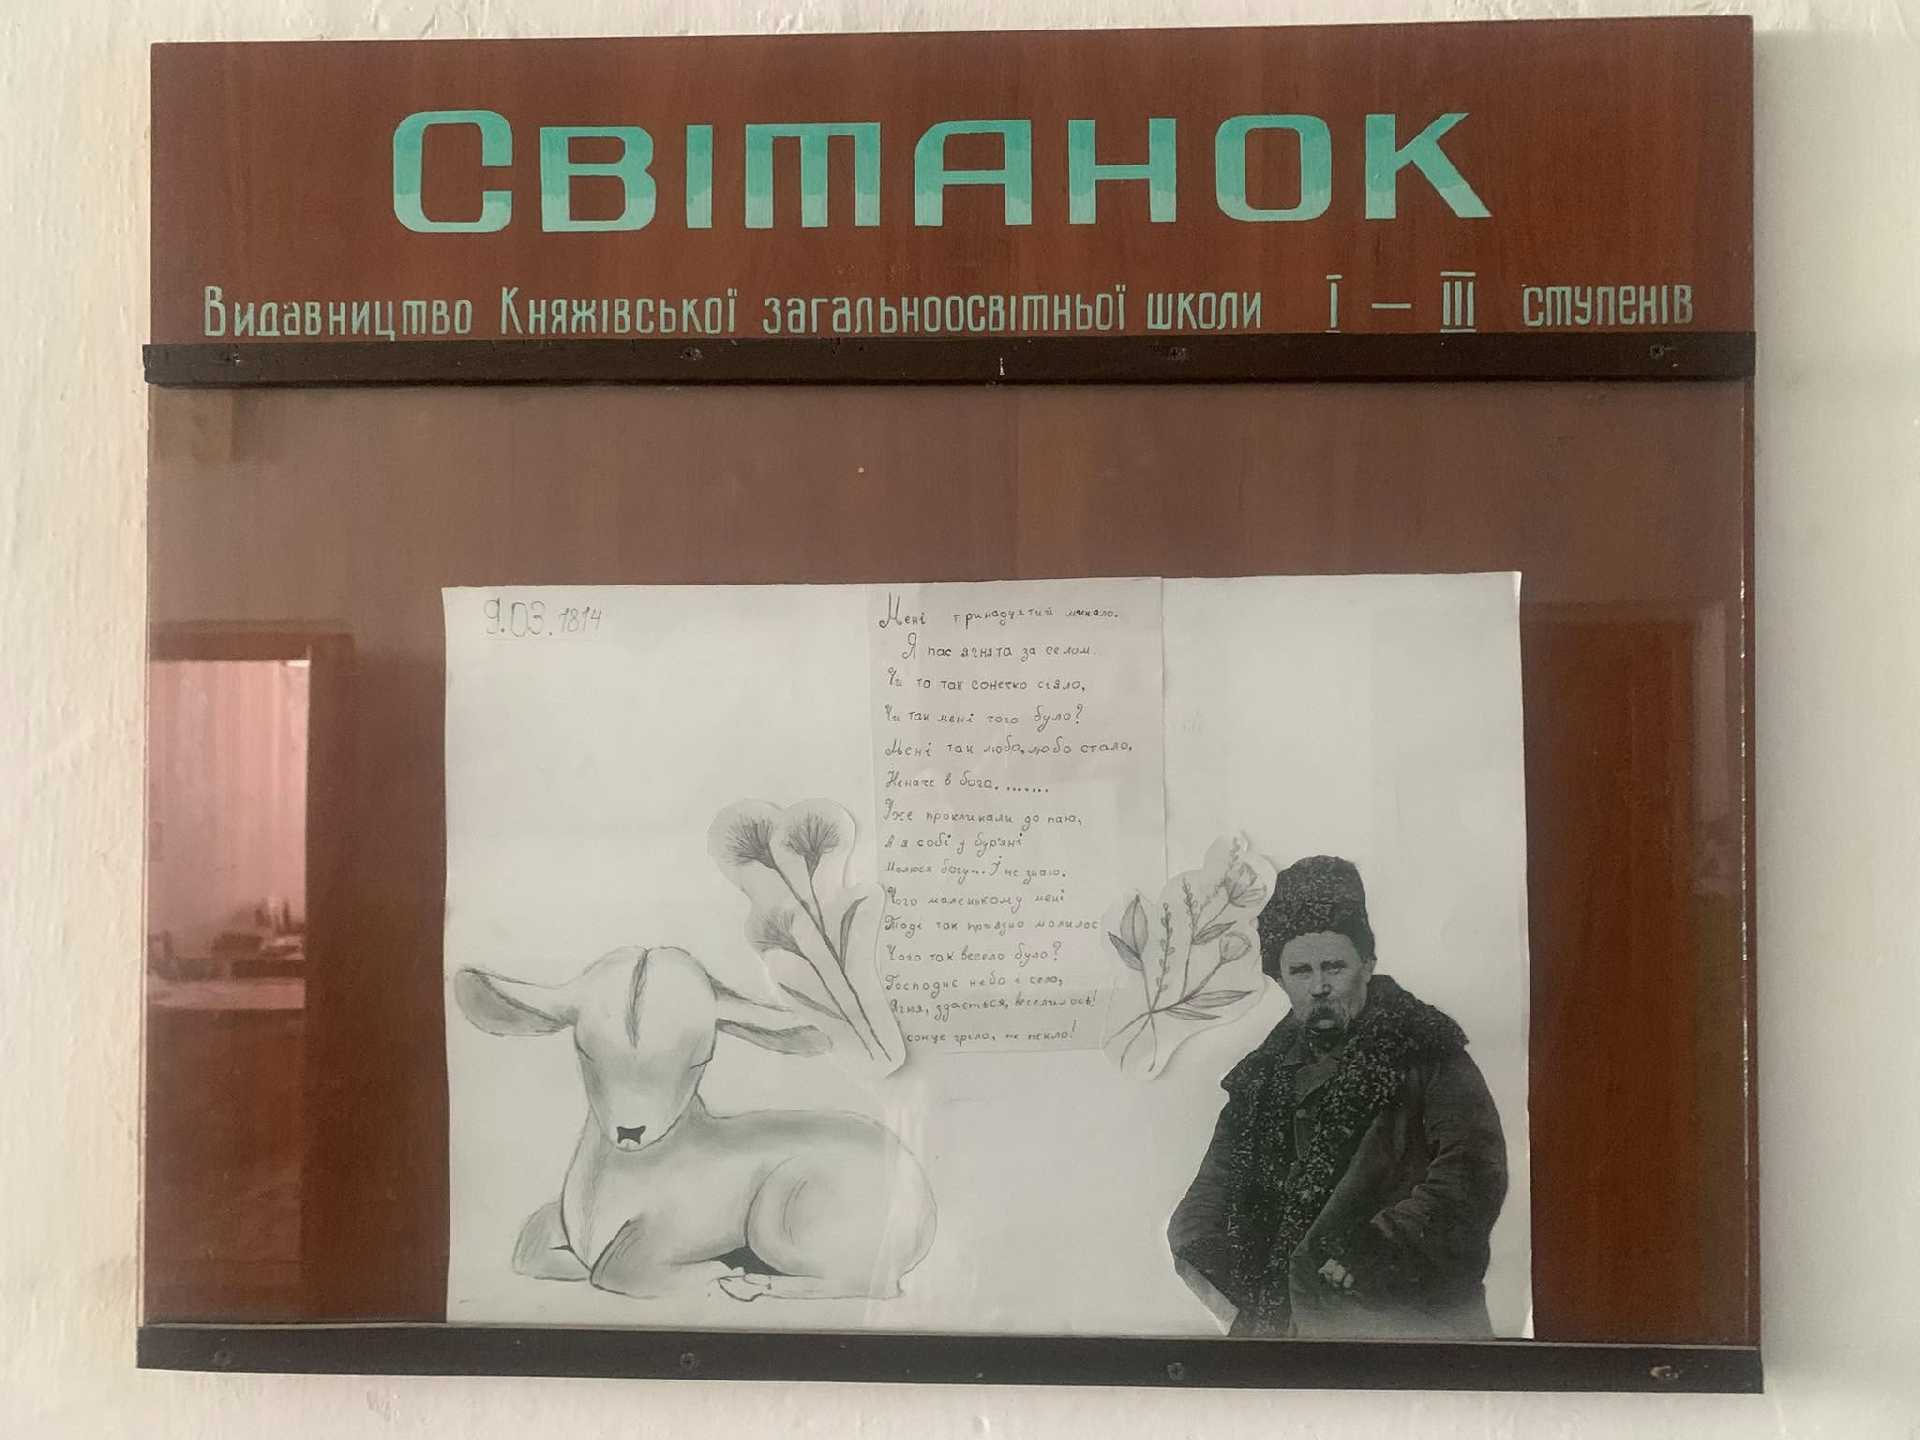 СВІТАНОК
Видавництво Княжівської загальноосвітньої школи I – III ступенів
9.03.1814
Мені тринадцятий минало.
Я пас ягнята за селом.
Чи то так сонечко сіяло,
Чи так мені чого було?
Мені так любо, любо стало,
Неначе в бога.......
Уже прокликали до паю,
А я собі у бур'яні
Молюся богу... І не знаю.
Чого маленькому мені
Тоді так приязно молилос
Чого так весело було?
Господнє небо і село,
Ягня, здається, веселилось!
сонце гріло, не пекло!